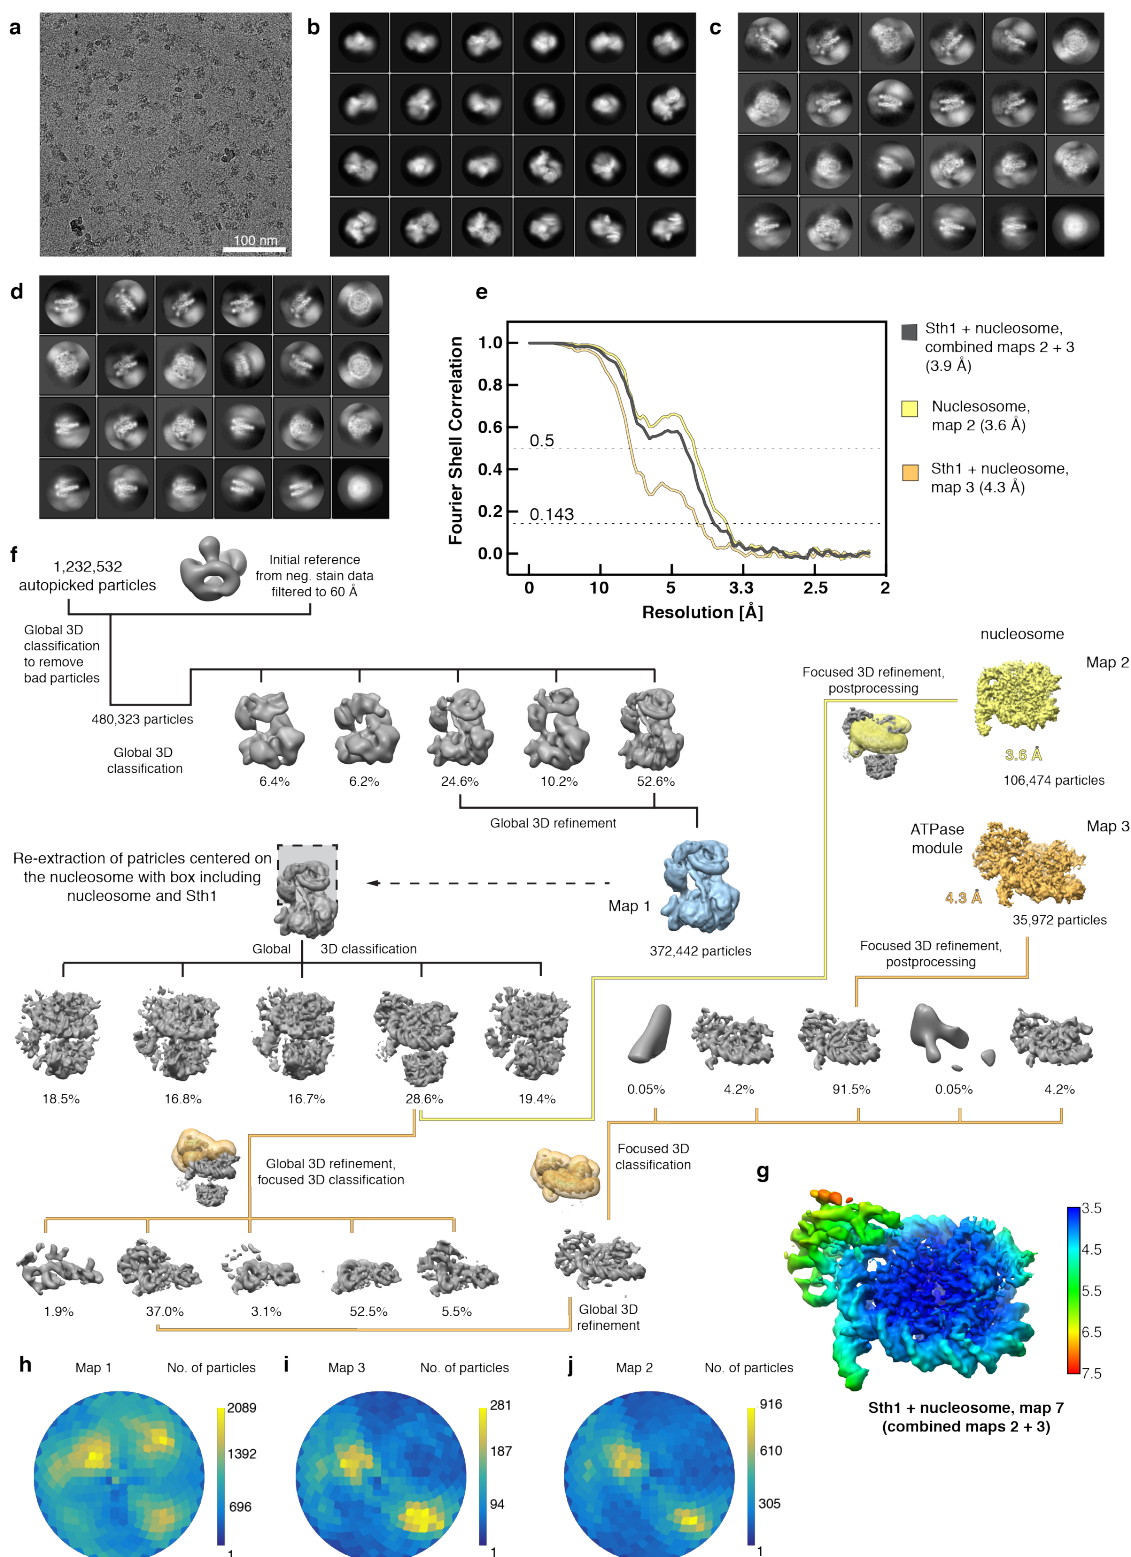 a
b
c
100 nm
d
e
Fourier Shell Correlation
1.0
0.8
0.6
0.4
0.2
0.0
0.5
0.143
0
10
5
3.3
2.5
2
Resolution [Å]
Sth1 + nucleosome,
combined maps 2 + 3
(3.9 Å)
Nuclesosome,
map 2 (3.6 Å)
Sth1 + nucleosome,
map 3 (4.3 Å)
f
1,232,532
autopicked particles
Initial reference
from neg. stain data
filtered to 60 Å
Global 3D
classification
to remove
bad particles
480,323 particles
Global 3D
classification
6.4%
6.2%
24.6%
10.2%
52.6%
Global 3D refinement
Focused 3D refinement,
postprocessing
nucleosome
Map 2
3.6 Å
106,474 particles
ATPase
module
Map 3
4.3 Å
35,972 particles
Re-extraction of patricles centered on
the nucleosome with box including
nucleosome and Sth1
Map 1
372,442 particles
Global 3D classification
Focused 3D refinement,
postprocessing
18.5%
16.8%
16.7%
28.6%
19.4%
0.05%
4.2%
91.5%
0.05%
4.2%
Global 3D refinement,
focused 3D classification
Focused 3D
classification
1.9%
37.0%
3.1%
52.5%
5.5%
Global 3D
refinement
g
3.5
4.5
5.5
6.5
7.5
Sth1 + nucleosome, map 7
(combined maps 2 + 3)
h
Map 1
No. of particles
2089
1392
696
1
i
Map 3
No. of particles
281
187
94
1
j
Map 2
No. of particles
916
610
305
1